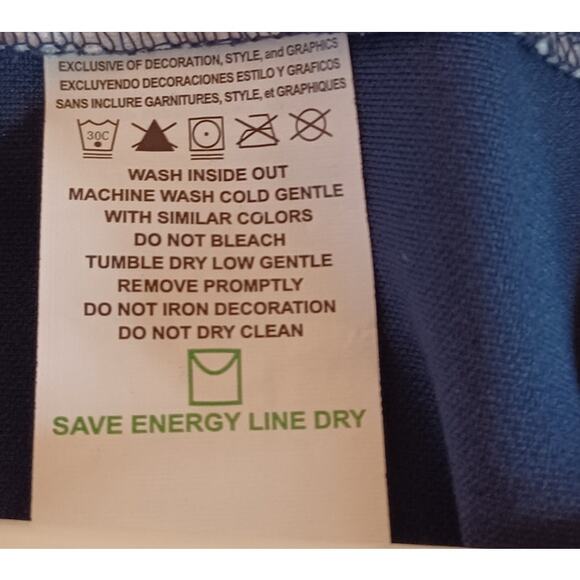 EXCLUSIVE OF DECORATION, STYLE, and GRAPHICS
EXCLUYENDO DECORACIONES ESTILO Y GRAFICOS
SANS INCLURE GARNITURES, STYLE, et GRAPHIQUES
30C
WASH INSIDE OUT
MACHINE WASH COLD GENTLE
WITH SIMILAR COLORS
DO NOT BLEACH
TUMBLE DRY LOW GENTLE
REMOVE PROMPTLY
DO NOT IRON DECORATION
DO NOT DRY CLEAN
SAVE ENERGY LINE DRY